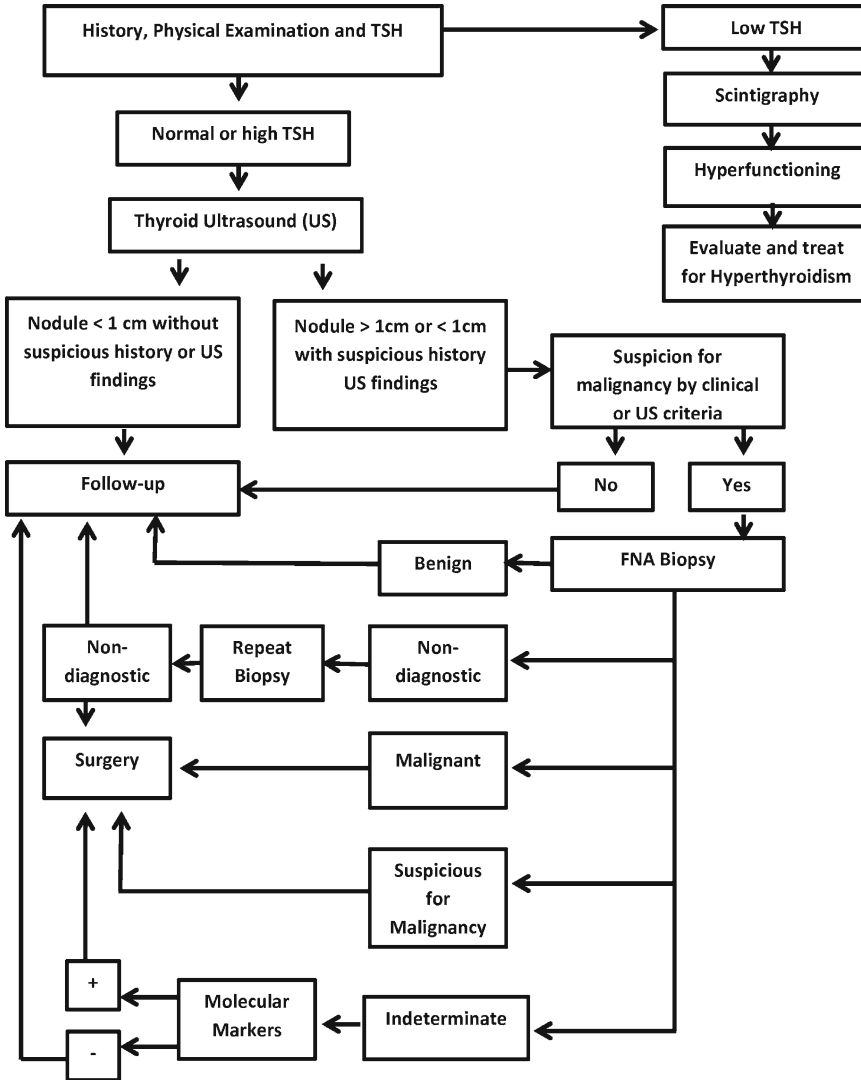 History, Physical Examination and TSH
Low TSH
Scintigraphy
Normal or high TSH
Hyperfunctioning
Thyroid Ultrasound (US)
Evaluate and treat
for Hyperthyroidism
Nodule < 1 cm without
suspicious history or US
findings
Nodule > 1cm or < 1cm
with suspicious history
US findings
Suspicion for
malignancy by clinical
or US criteria
Follow-up
No
Yes
Benign
FNA Biopsy
Non-
diagnostic
Repeat
Biopsy
Non-
diagnostic
Surgery
Malignant
Suspicious
for
Malignancy
+
Molecular
Markers
Indeterminate
-